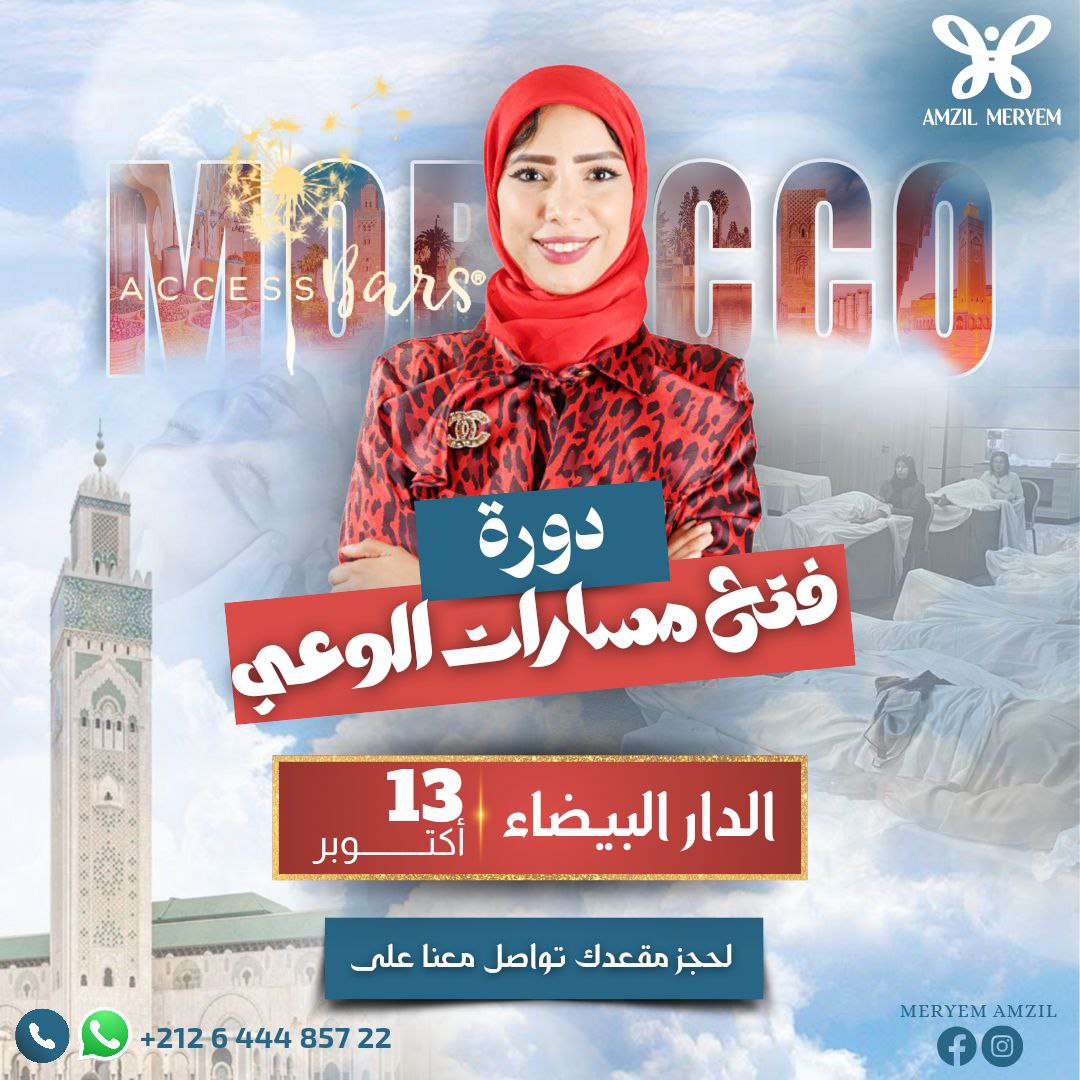 AMZIL MERYEM
MOROCCO
ACCESS Bars®
دورة
فتح مسارات الوعي
الدار البيضاء
13
أكتـــــوبر
لحجز مقعدك تواصل معنا على
+212 6 444 857 22
MERYEM AMZIL